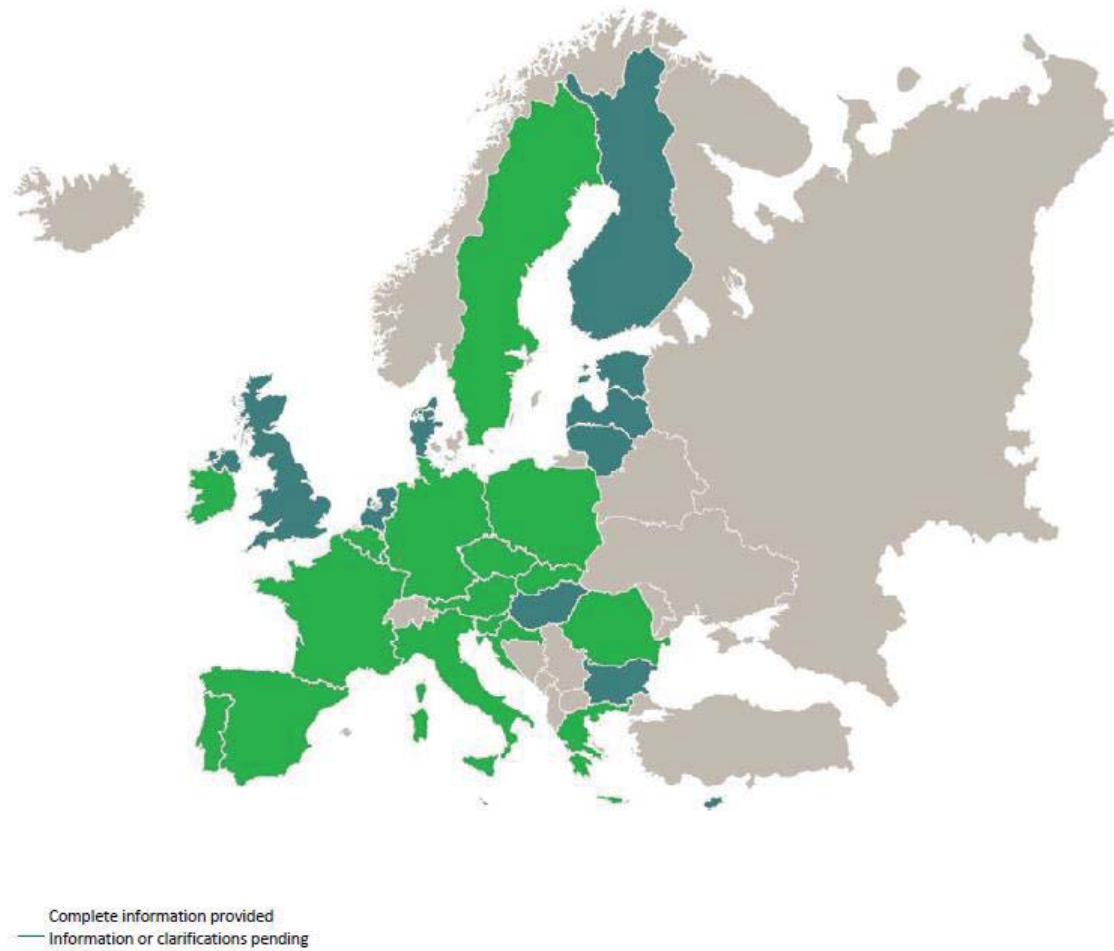 Complete information provided
Information or clarifications pending